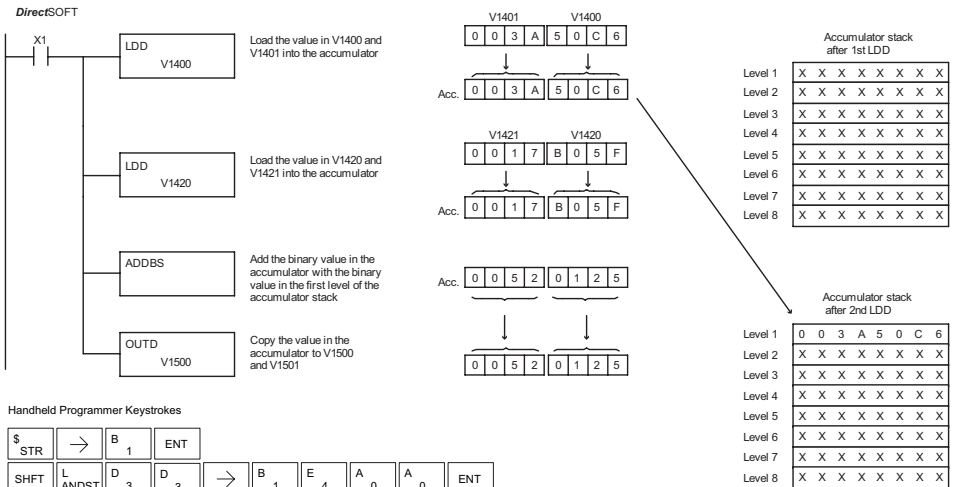 DirectSOFT
X1
LDD
V1400
Load the value in V1400 and
V1401 into the accumulator
V1401 V1400
0 0 3 A 5 0 C 6
Acc. 0 0 3 A 5 0 C 6
Accumulator stack
after 1st LDD
Level 1 X X X X X X X X
Level 2 X X X X X X X X
Level 3 X X X X X X X X
Level 4 X X X X X X X X
Level 5 X X X X X X X X
Level 6 X X X X X X X X
Level 7 X X X X X X X X
Level 8 X X X X X X X X
LDD
V1420
Load the value in V1420 and
V1421 into the accumulator
V1421 V1420
0 0 1 7 B 0 5 F
Acc. 0 0 1 7 B 0 5 F
ADDBS
Add the binary value in the
accumulator with the binary
value in the first level of the
accumulator stack
Acc. 0 0 5 2 0 1 2 5
OUTD
V1500
Copy the value in the
accumulator to V1500
and V1501
0 0 5 2 0 1 2 5
Accumulator stack
after 2nd LDD
Level 1 0 0 3 A 5 0 C 6
Level 2 X X X X X X X X
Level 3 X X X X X X X X
Level 4 X X X X X X X X
Level 5 X X X X X X X X
Level 6 X X X X X X X X
Level 7 X X X X X X X X
Level 8 X X X X X X X X
Handheld Programmer Keystrokes
$ STR → B 1 ENT
SHFT L ANDST D 3 D 3 → B 1 E 4 A 0 A 0 ENT